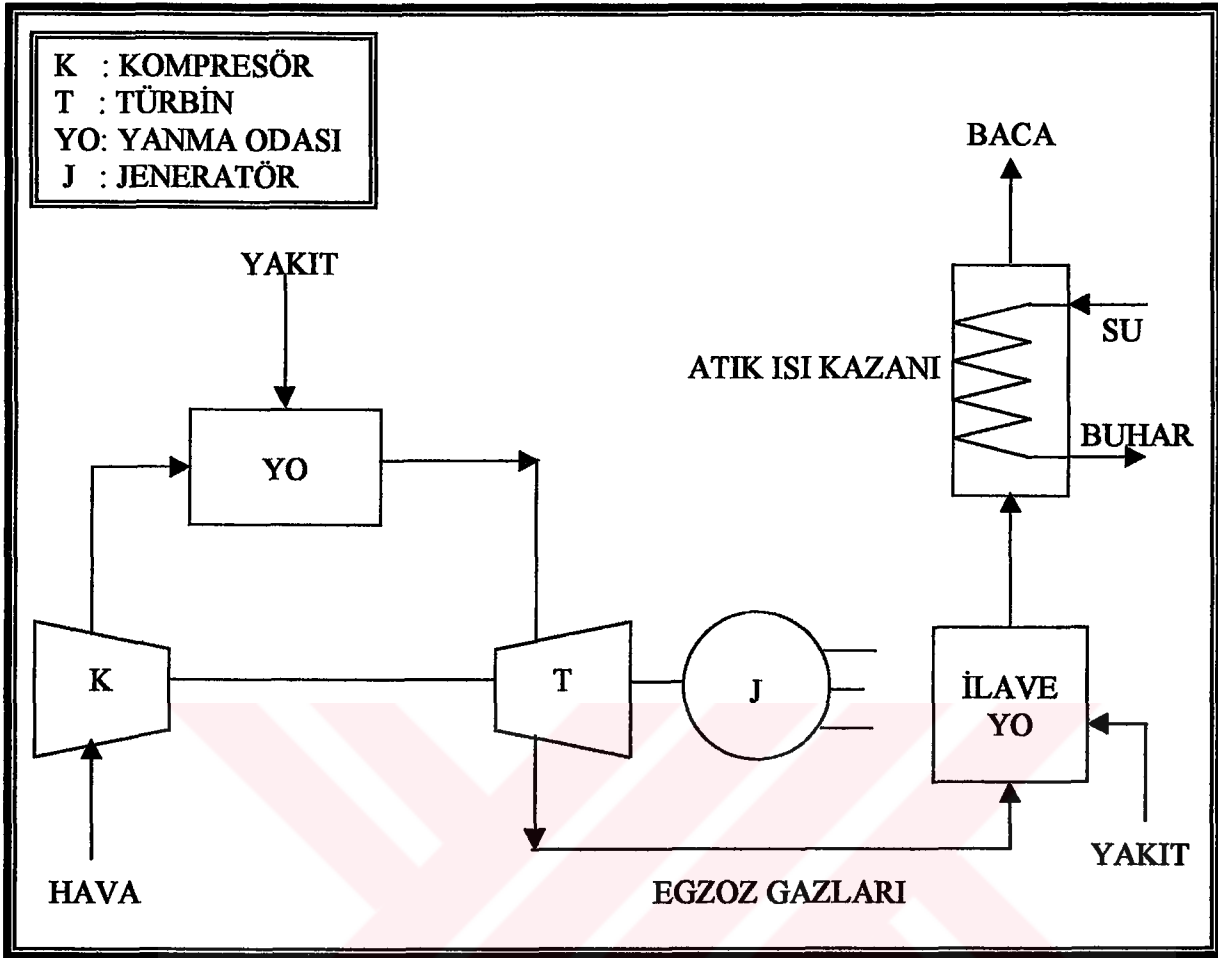 K : KOMPRESÖR
T : TÜRBİN
YO: YANMA ODASI
J : JENERATÖR
BACA
YAKIT
SU
ATIK ISI KAZANI
BUHAR
YO
K
T
J
İLAVE
YO
YAKIT
HAVA
EGZOZ GAZLARI